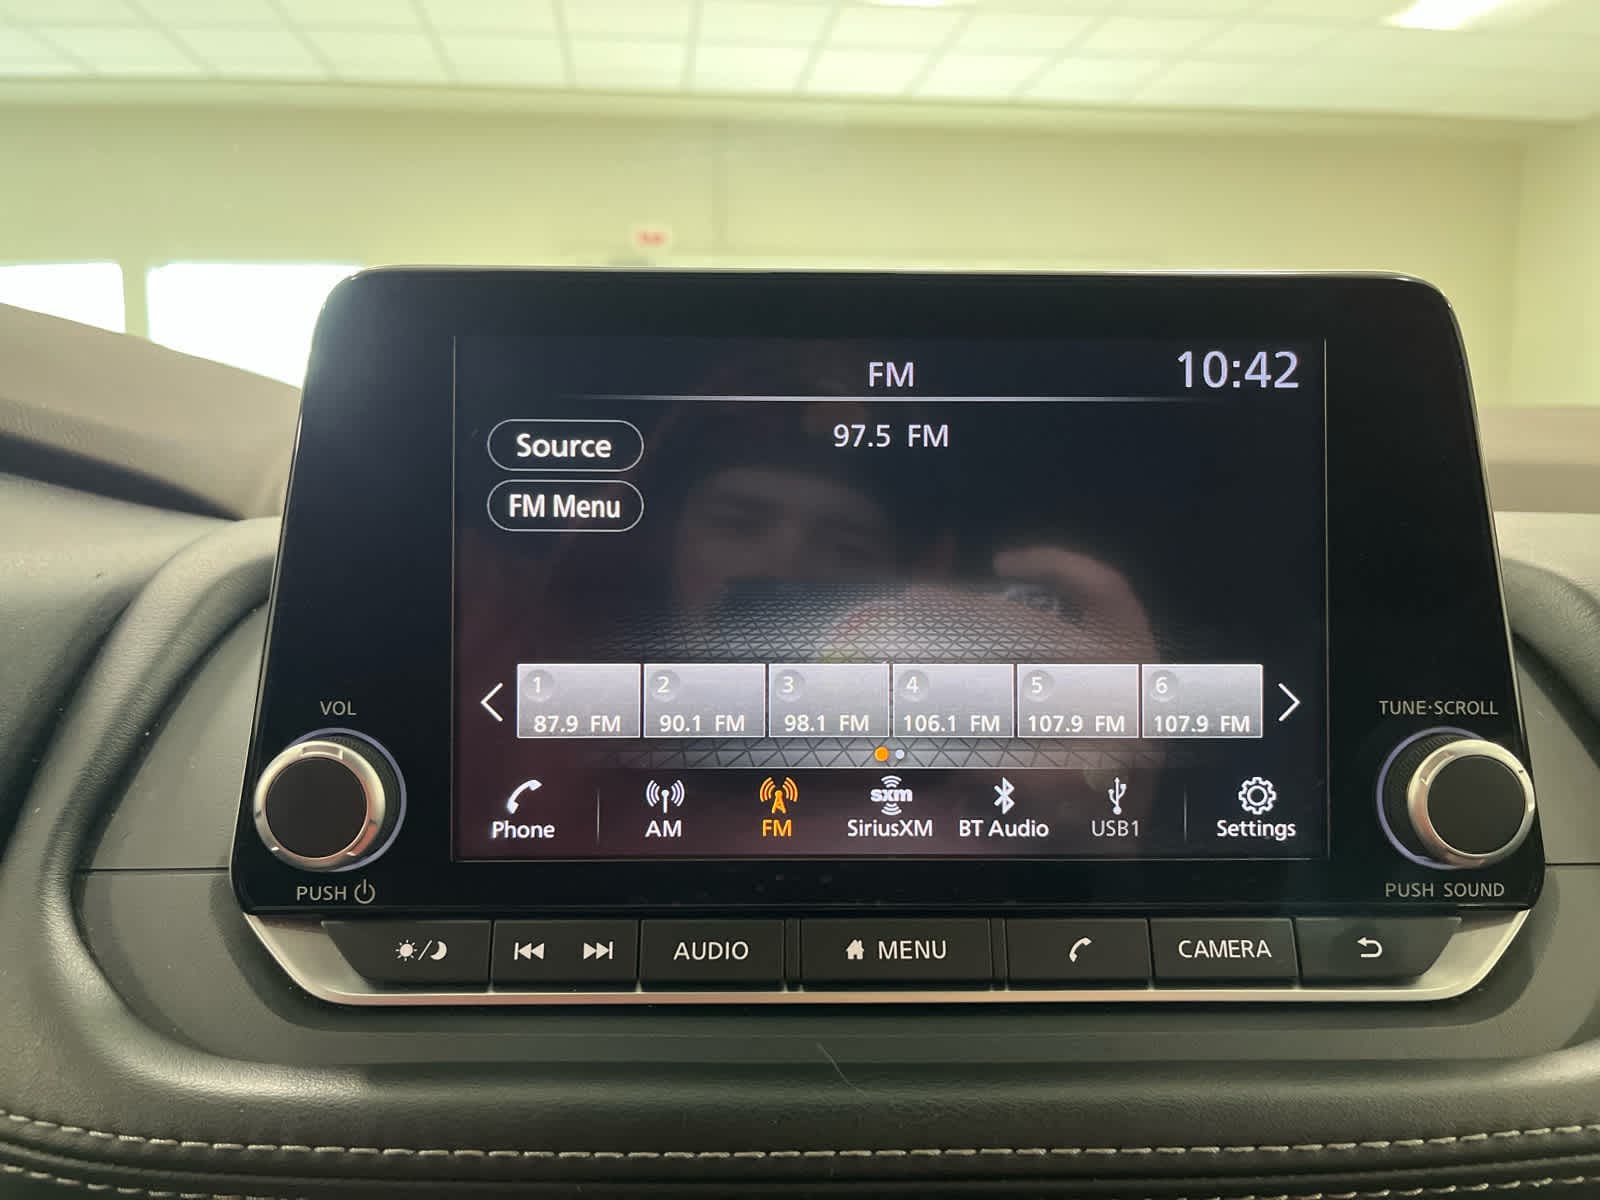 FM
10:42
97.5 FM
Source
FM Menu
1
87.9 FM
2
90.1 FM
3
98.1 FM
4
106.1 FM
5
107.9 FM
6
107.9 FM
Phone
AM
FM
sxm
SiriusXM
BT Audio
USB1
Settings
VOL
PUSH
TUNE·SCROLL
PUSH SOUND
AUDIO
MENU
CAMERA